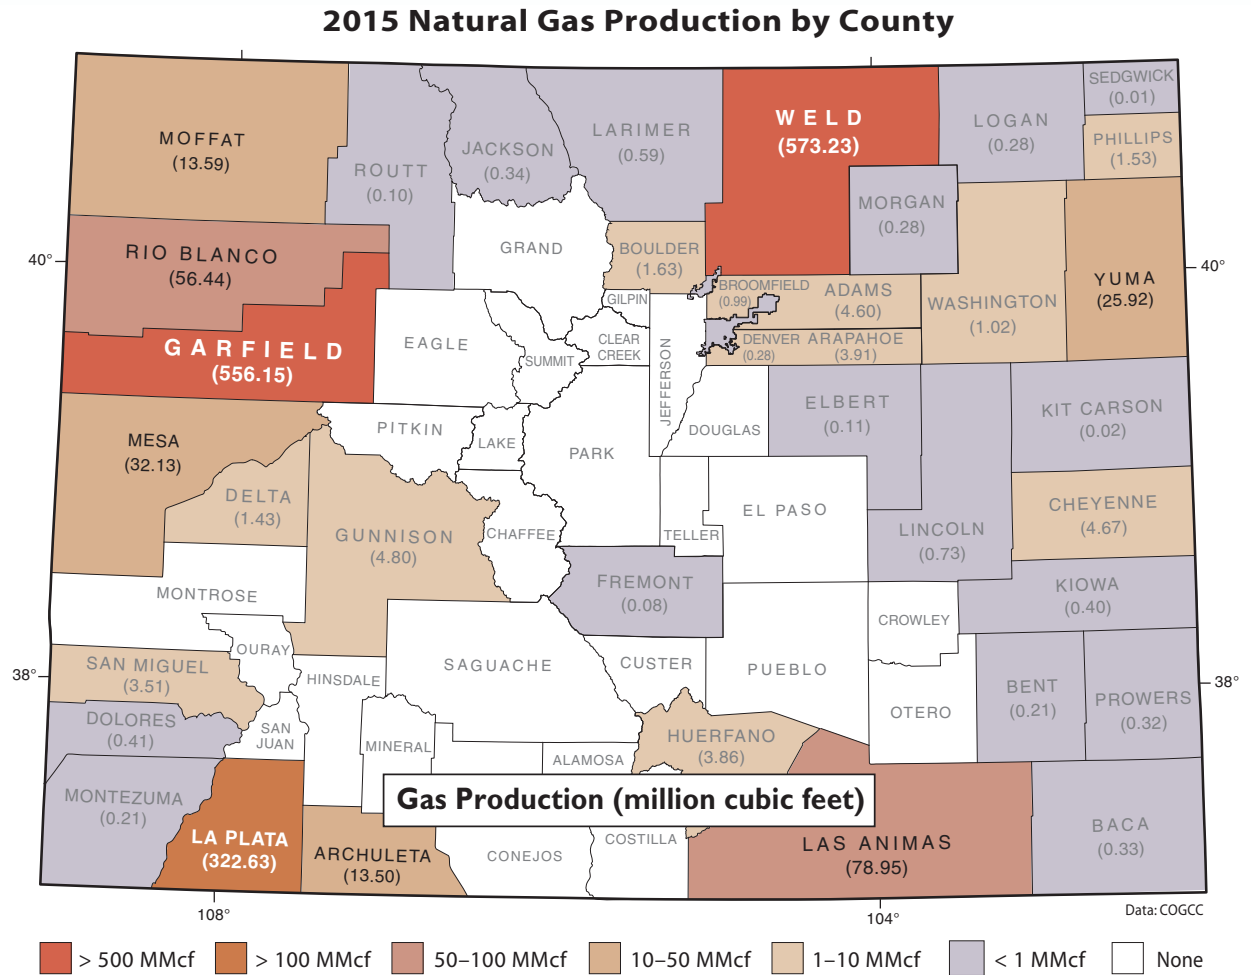 2015 Natural Gas Production by County
MOFFAT
(13.59)
ROUTT
(0.10)
JACKSON
(0.34)
LARIMER
(0.59)
WELD
(573.23)
LOGAN
(0.28)
SEDGWICK
(0.01)
PHILLIPS
(1.53)
MORGAN
(0.28)
RIO BLANCO
(56.44)
GRAND
BOULDER
(1.63)
40°
40°
YUMA
(25.92)
WASHINGTON
(1.02)
BROOMFIELD
(0.99)
ADAMS
(4.60)
GILPIN
GARFIELD
(556.15)
EAGLE
SUMMIT
CLEAR
CREEK
JEFFERSON
DENVER
(0.28)
ARAPAHOE
(3.91)
MESA
(32.13)
PITKIN
LAKE
PARK
DOUGLAS
ELBERT
(0.11)
KIT CARSON
(0.02)
DELTA
(1.43)
GUNNISON
(4.80)
CHAFFEE
TELLER
EL PASO
LINCOLN
(0.73)
CHEYENNE
(4.67)
MONTROSE
FREMONT
(0.08)
KIOWA
(0.40)
CROWLEY
OURAY
SAN MIGUEL
(3.51)
HINSDALE
SAGUACHE
CUSTER
PUEBLO
38°
38°
BENT
(0.21)
PROWERS
(0.32)
OTERO
DOLORES
(0.41)
SAN
JUAN
MINERAL
ALAMOSA
HUERFANO
(3.86)
MONTEZUMA
(0.21)
Gas Production (million cubic feet)
LA PLATA
(322.63)
ARCHULETA
(13.50)
CONEJOS
COSTILLA
LAS ANIMAS
(78.95)
BACA
(0.33)
108°
104°
Data: COGCC
> 500 MMcf
> 100 MMcf
50–100 MMcf
10–50 MMcf
1–10 MMcf
< 1 MMcf
None